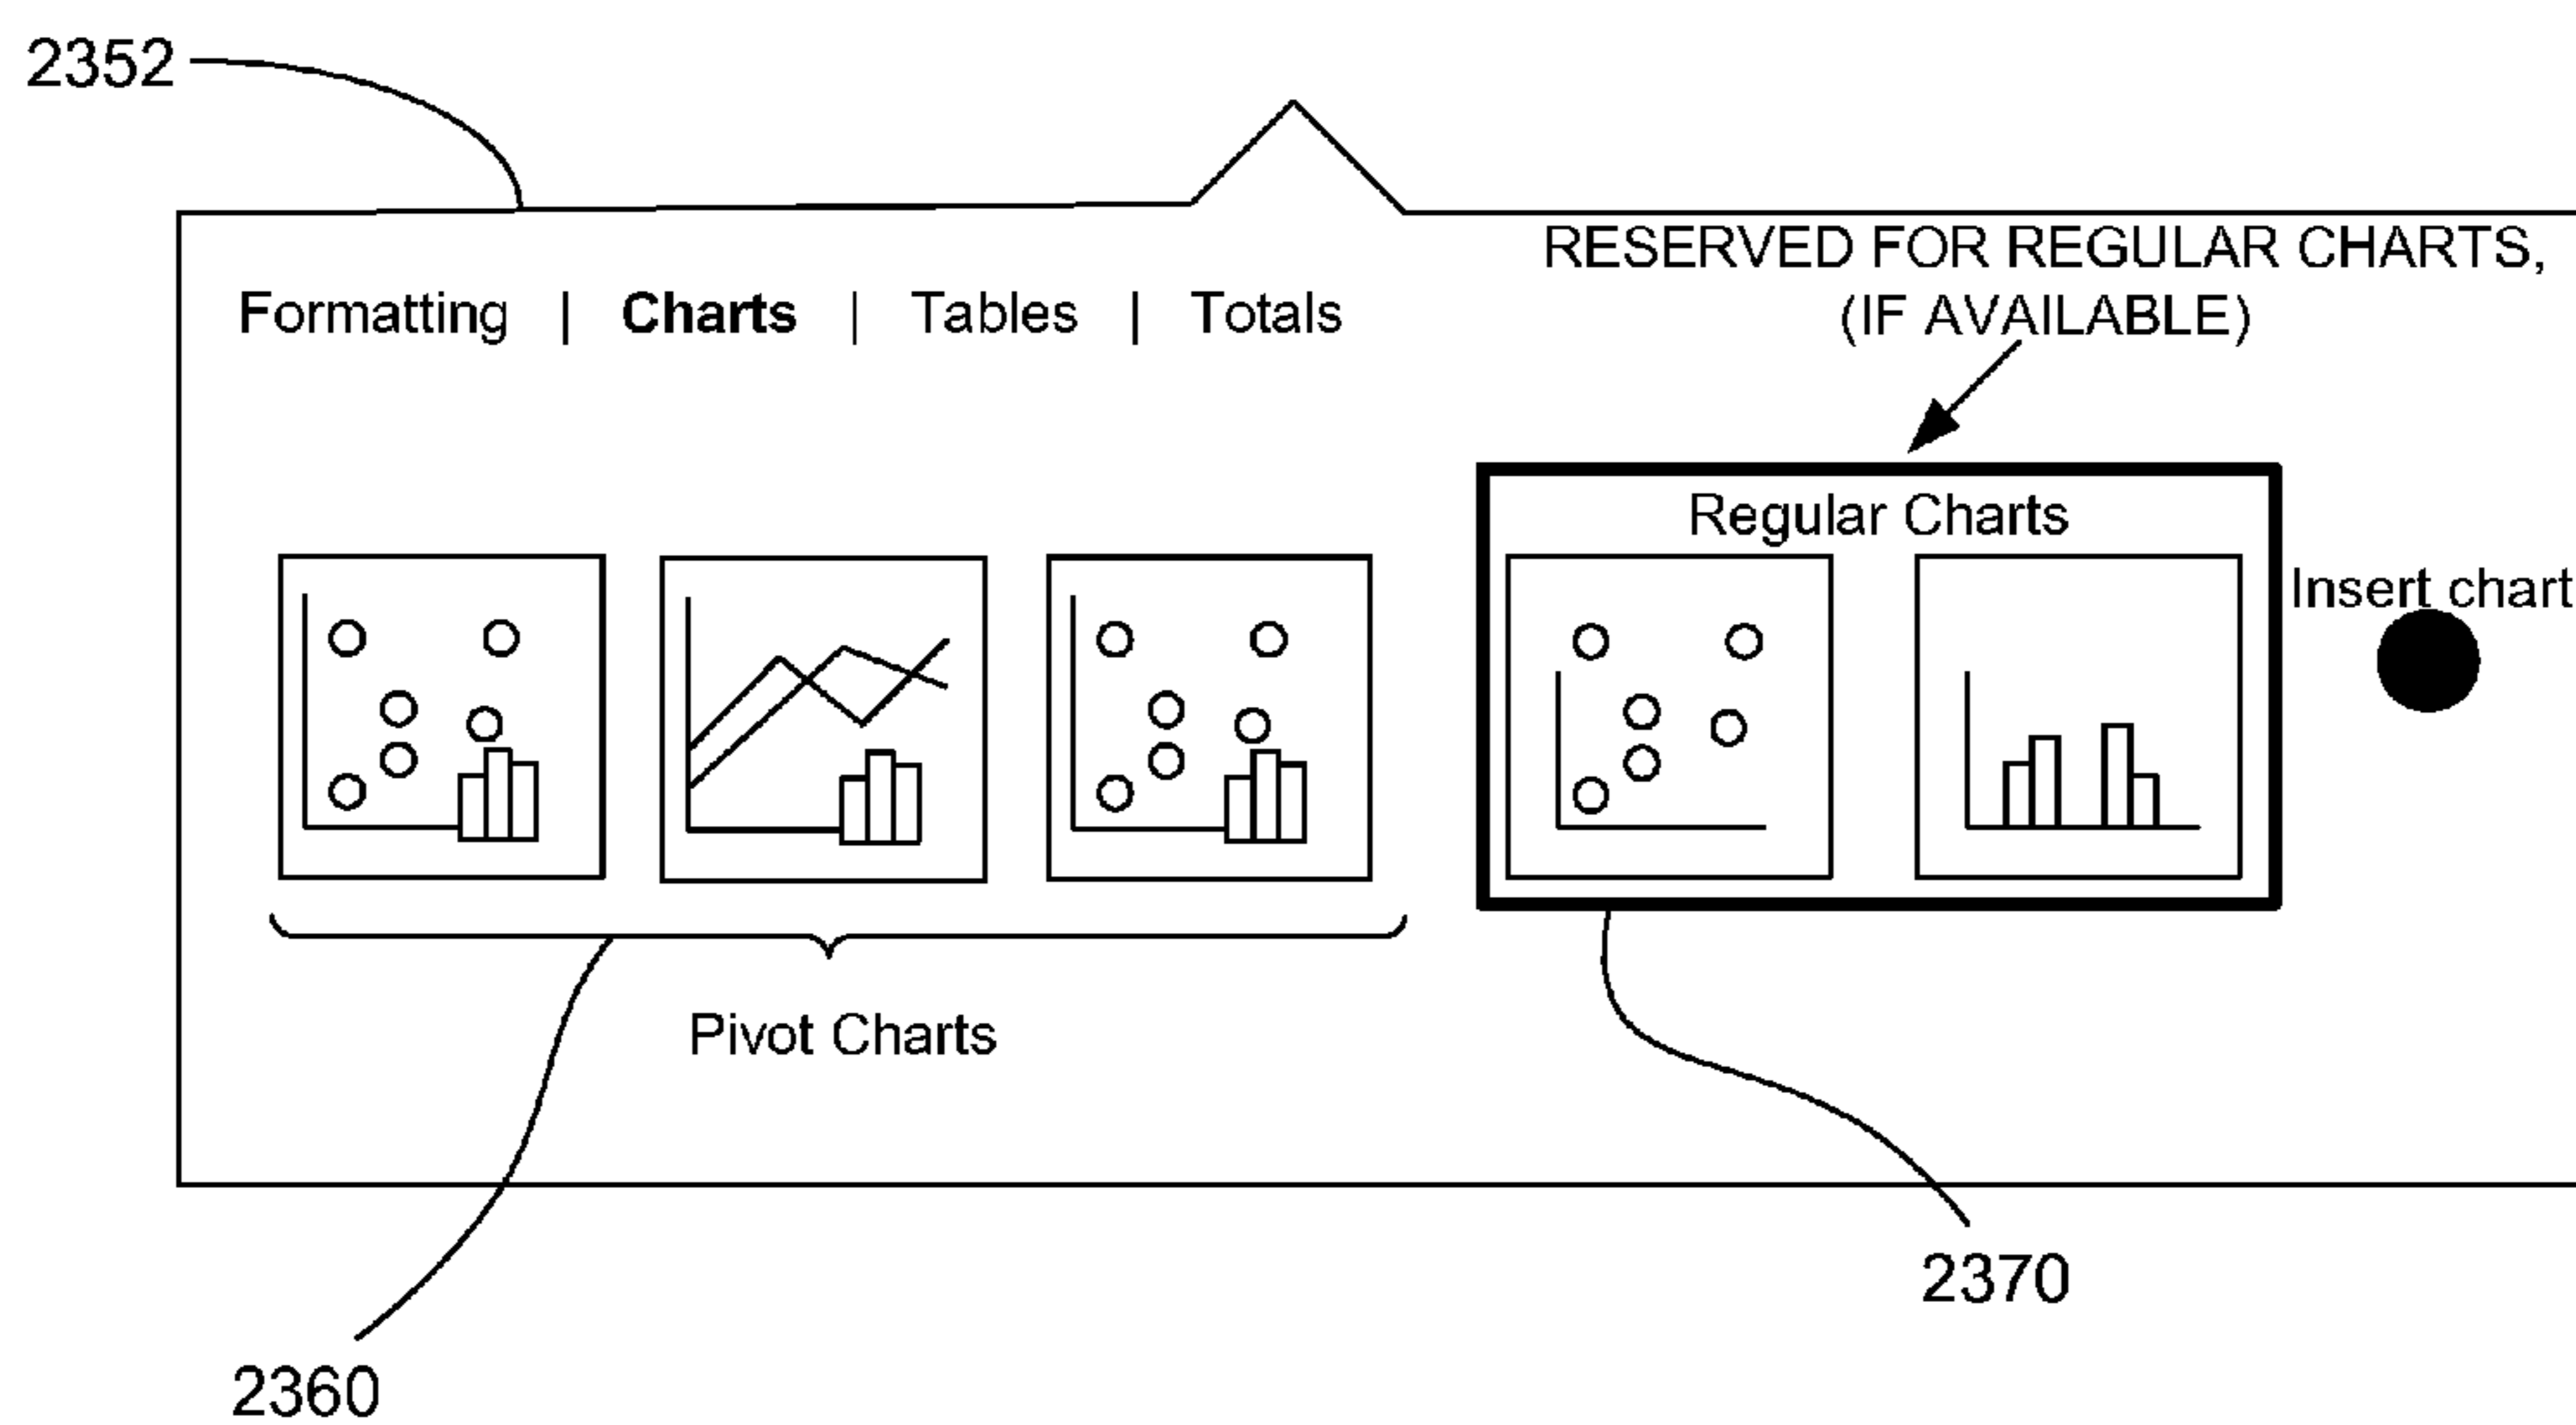 2352
RESERVED FOR REGULAR CHARTS,
(IF AVAILABLE)
Formatting | Charts | Tables | Totals
Regular Charts
Insert chart
Pivot Charts
2370
2360